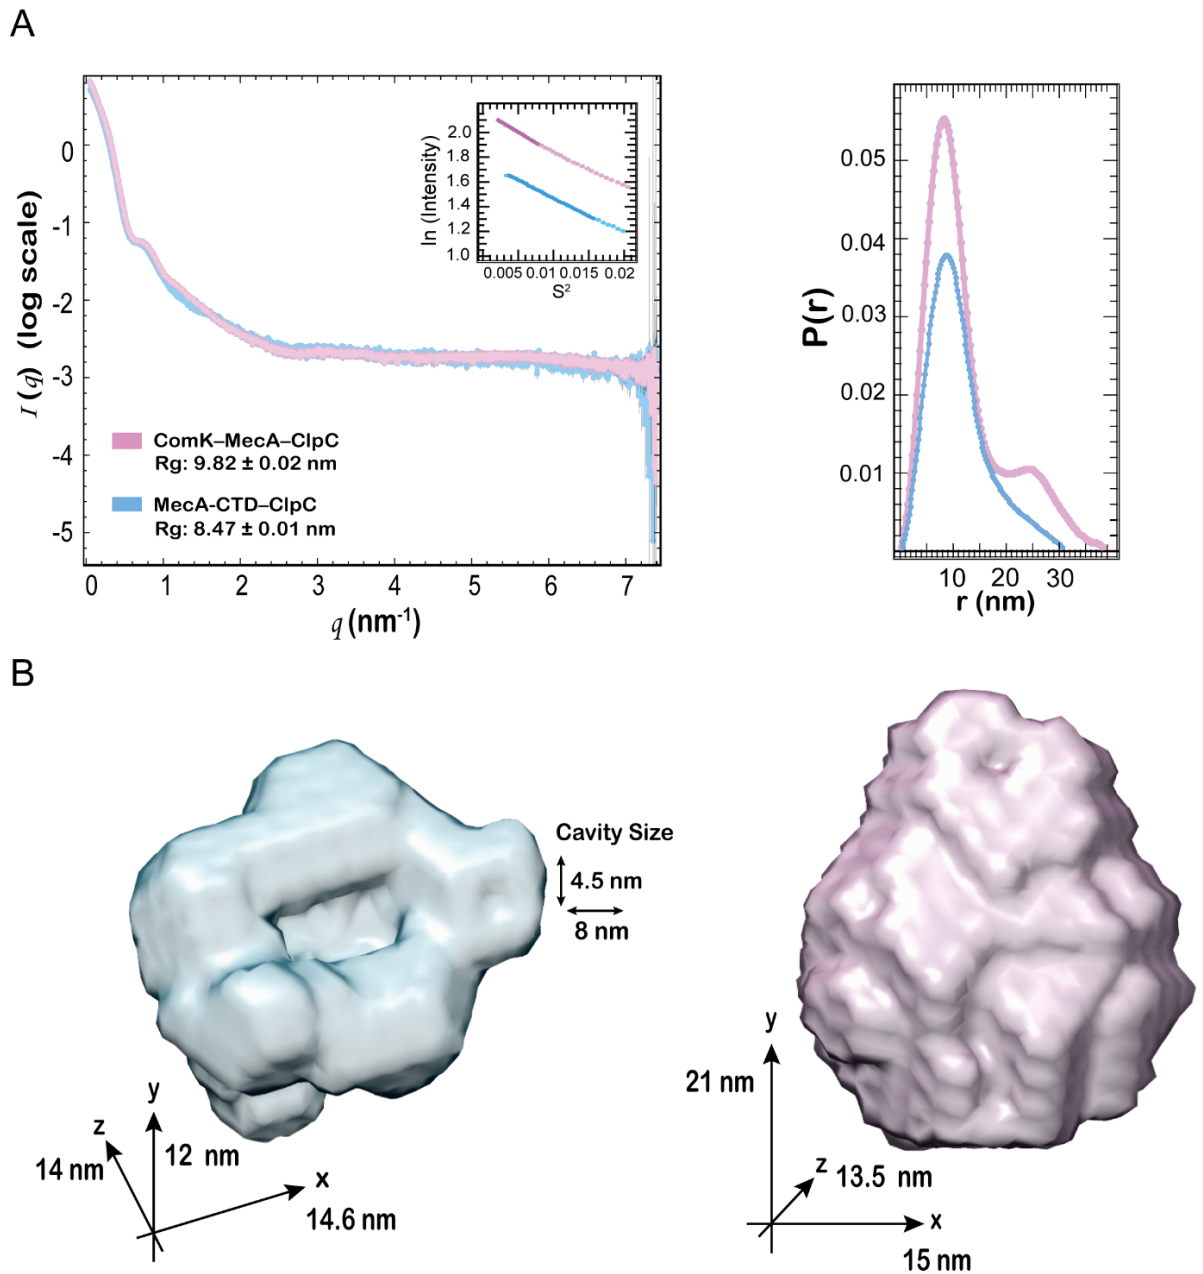 A
I (q) (log scale)
0
-1
-2
-3
-4
-5
0 1 2 3 4 5 6 7
q (nm-1)
ComK–MecA–ClpC
Rg: 9.82 ± 0.02 nm
MecA-CTD–ClpC
Rg: 8.47 ± 0.01 nm
ln (Intensity)
2.0
1.8
1.6
1.4
1.2
1.0
0.005 0.01 0.015 0.02
S2
P(r)
0.05
0.04
0.03
0.02
0.01
10 20 30
r (nm)
B
Cavity Size
4.5 nm
8 nm
y
z
14 nm
12 nm
x
14.6 nm
y
21 nm
z
13.5 nm
x
15 nm